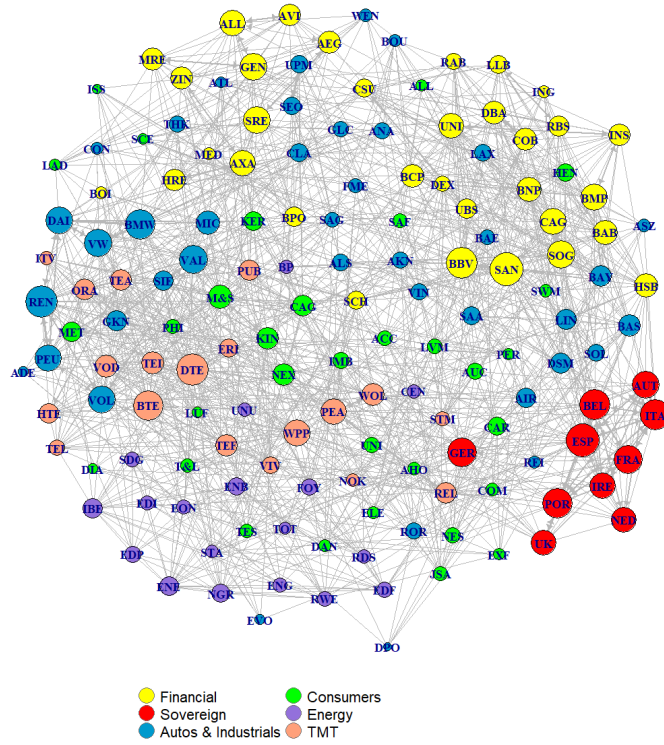 WEN
AVI
ALL
BOU
AEG
MRE
RAB
LLB
GEN
UPM
ZIN
ATL
ALL
CSU
ISS
ING
SEO
DBA
SRE
THK
UNI
RBS
GLC
ANA
INS
SCE
COB
CON
MED
CLA
LAX
AXA
LAD
HEN
BCP
HRE
DEX
FME
BNP
BOI
BMP
UBS
DAI
BMW
MIC
KER
BPO
SAG
SAF
CAG
ASZ
BAB
BAE
VW
SOG
ITV
VAL
PUB
BP
ALS
AKN
BBV
SAN
BAY
TEA
SIE
ORA
HSB
SWM
VIN
M&S
REN
CAG
SCH
SAA
LIN
BAS
GKN
MET
PHI
KIN
ACC
LVM
PEU
ERI
PER
SOL
VOD
TEI
IMB
DSM
ADE
DTE
NEX
AUC
AUT
CEN
WOL
VOL
AIR
BTE
BEL
HTE
LUF
UNU
PEA
ITA
STM
CAR
WPP
ESP
TEL
TEF
UNI
GER
SDG
FRA
DIA
T&L
VIV
AHO
REI
NOK
IRE
ENB
FOY
REL
COM
IBE
EDI
EON
POR
ELE
NED
TES
TOT
ROR
NES
UK
EDP
STA
DAN
RDS
EXF
JSA
ENE
ENG
NGR
RWE
EDF
EVO
DPO
Financial
Sovereign
Autos & Industrials
Consumers
Energy
TMT